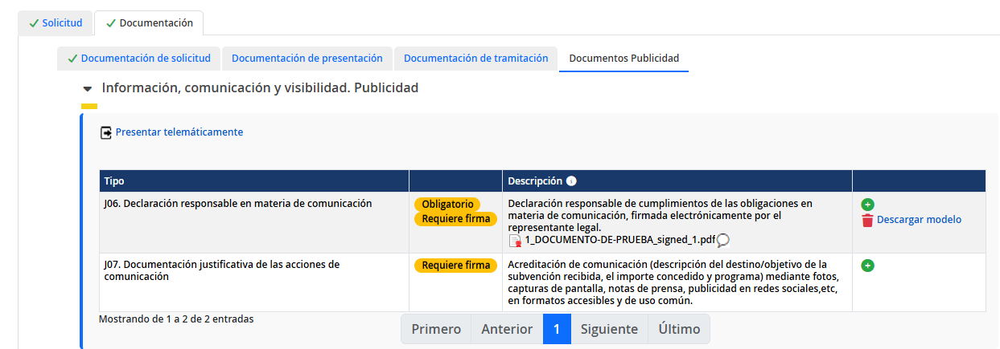 Solicitud
Documentación
Documentación de solicitud
Documentación de presentación
Documentación de tramitación
Documentos Publicidad
Información, comunicación y visibilidad. Publicidad
Presentar telemáticamente
Tipo
Descripción
J06. Declaración responsable en materia de comunicación
Obligatorio
Requiere firma
Declaración responsable de cumplimientos de las obligaciones en
materia de comunicación, firmada electrónicamente por el
representante legal.
1_DOCUMENTO-DE-PRUEBA_signed_1.pdf
Descargar modelo
J07. Documentación justificativa de las acciones de
comunicación
Requiere firma
Acreditación de comunicación (descripción del destino/objetivo de la
subvención recibida, el importe concedido y programa) mediante fotos,
capturas de pantalla, notas de prensa, publicidad en redes sociales,etc,
en formatos accesibles y de uso común.
Mostrando de 1 a 2 de 2 entradas
Primero
Anterior
1
Siguiente
Último